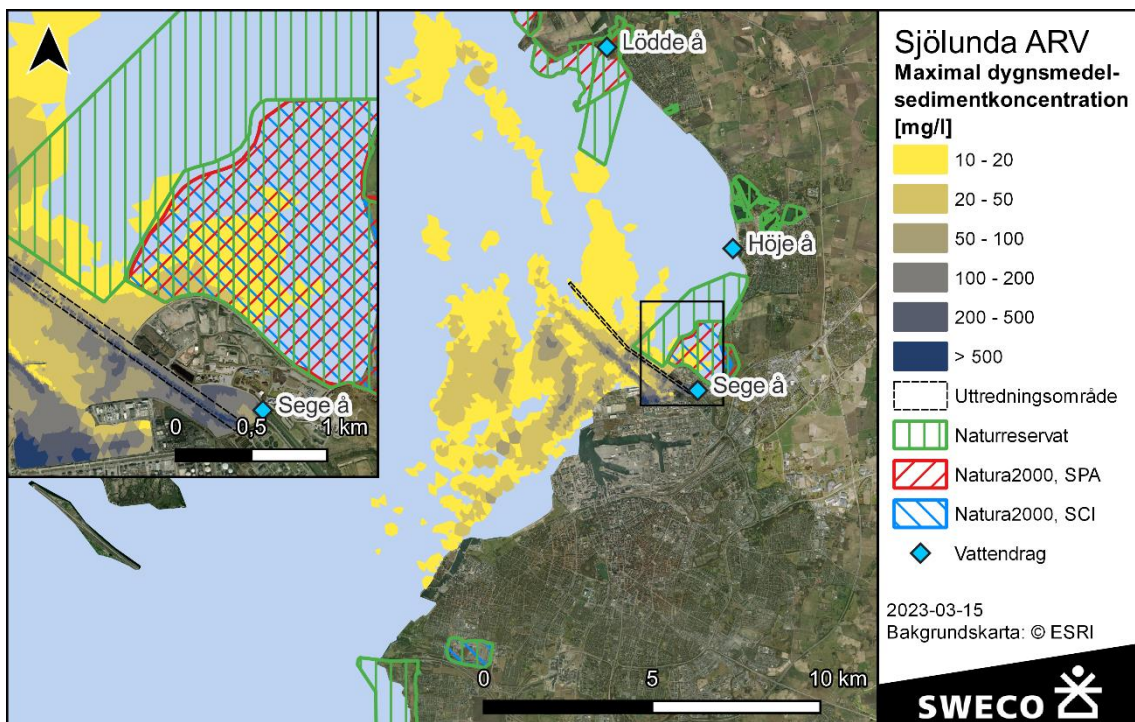 Lödde å
Höje å
Sege å
0 5 10 km
Sege å
0 0,5 1 km
Sjölunda ARV
Maximal dygnsmedel-
sedimentkoncentration
[mg/l]
10 - 20
20 - 50
50 - 100
100 - 200
200 - 500
> 500
Uttredningsområde
Naturreservat
Natura2000, SPA
Natura2000, SCI
Vattendrag
2023-03-15
Bakgrundskarta: © ESRI
SWECO